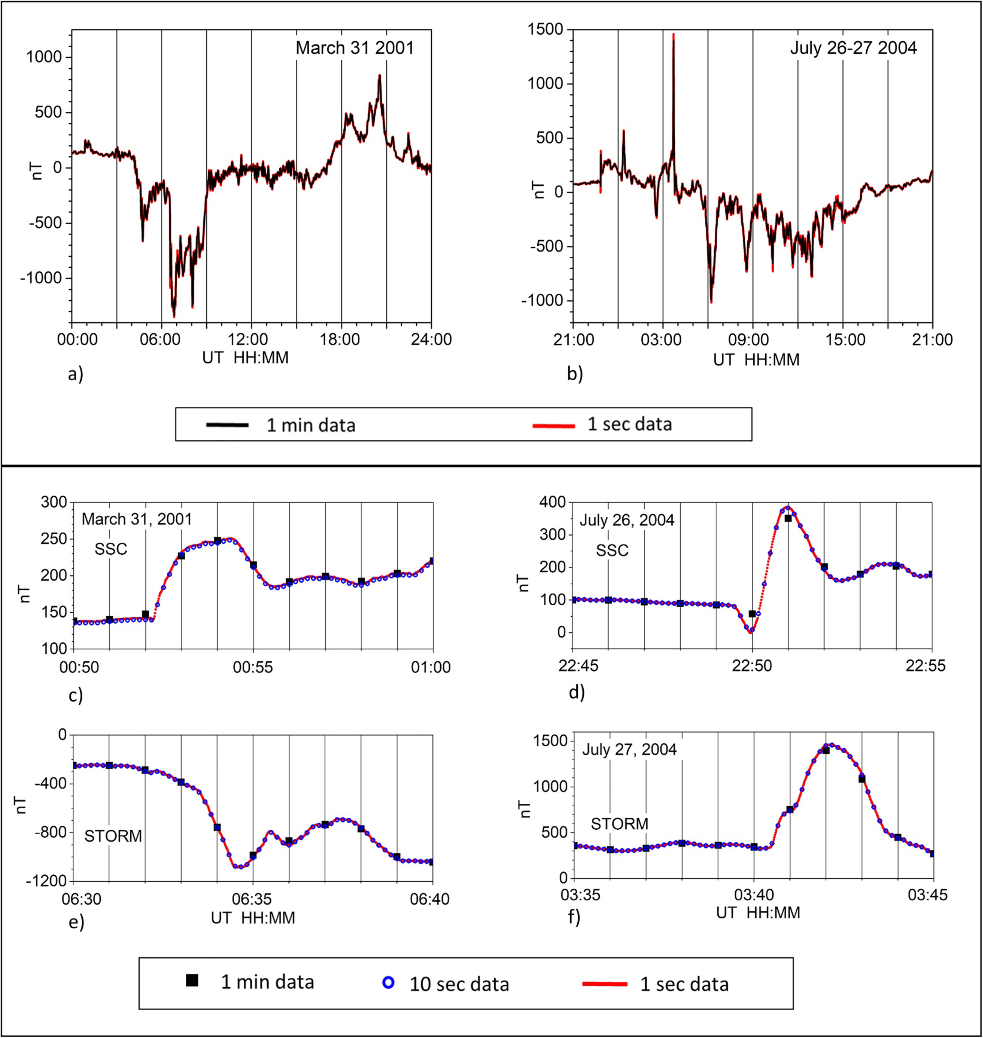 March 31 2001
1000
500
0
-500
-1000
nT
00:00 06:00 12:00 18:00 24:00
UT HH:MM
a)
July 26-27 2004
1500
1000
500
0
-500
-1000
nT
21:00 03:00 09:00 15:00 21:00
UT HH:MM
b)
1 min data 1 sec data
March 31, 2001
SSC
300
250
200
150
100
nT
00:50 00:55 01:00
c)
July 26, 2004
SSC
400
300
200
100
0
nT
22:45 22:50 22:55
d)
0
-400
-800
-1200
nT
STORM
06:30 06:35 06:40
UT HH:MM
e)
July 27, 2004
STORM
1500
1000
500
0
nT
03:35 03:40 03:45
UT HH:MM
f)
1 min data 10 sec data 1 sec data